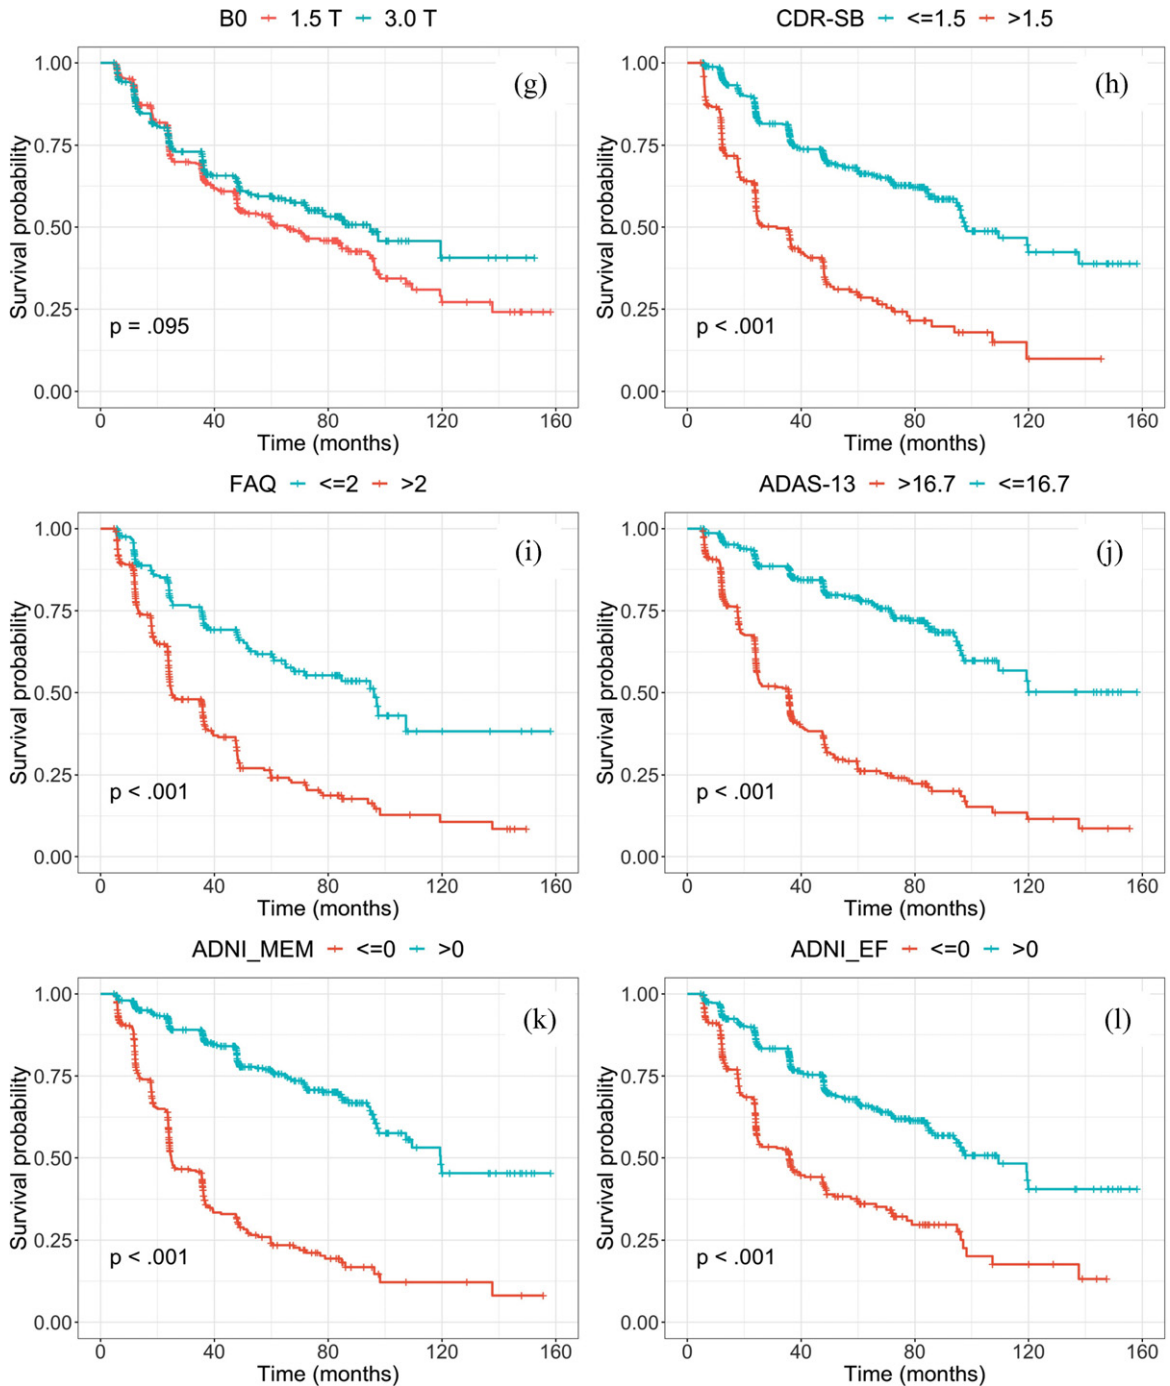 B0 1.5 T 3.0 T
CDR-SB <=1.5 >1.5
1.00
0.75
0.50
0.25
0.00
Survival probability
(g)
p = .095
0 40 80 120 160
Time (months)
1.00
0.75
0.50
0.25
0.00
Survival probability
(h)
p < .001
0 40 80 120 160
Time (months)
FAQ <=2 >2
ADAS-13 >16.7 <=16.7
1.00
0.75
0.50
0.25
0.00
Survival probability
(i)
p < .001
0 40 80 120 160
Time (months)
1.00
0.75
0.50
0.25
0.00
Survival probability
(j)
p < .001
0 40 80 120 160
Time (months)
ADNI_MEM <=0 >0
ADNI_EF <=0 >0
1.00
0.75
0.50
0.25
0.00
Survival probability
(k)
p < .001
0 40 80 120 160
Time (months)
1.00
0.75
0.50
0.25
0.00
Survival probability
(l)
p < .001
0 40 80 120 160
Time (months)